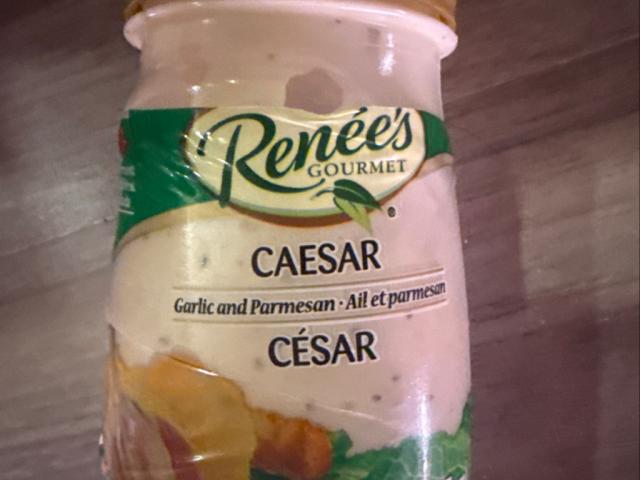 Renée's
GOURMET
®
CAESAR
Garlic and Parmesan · Ail et parmesan
CÉSAR